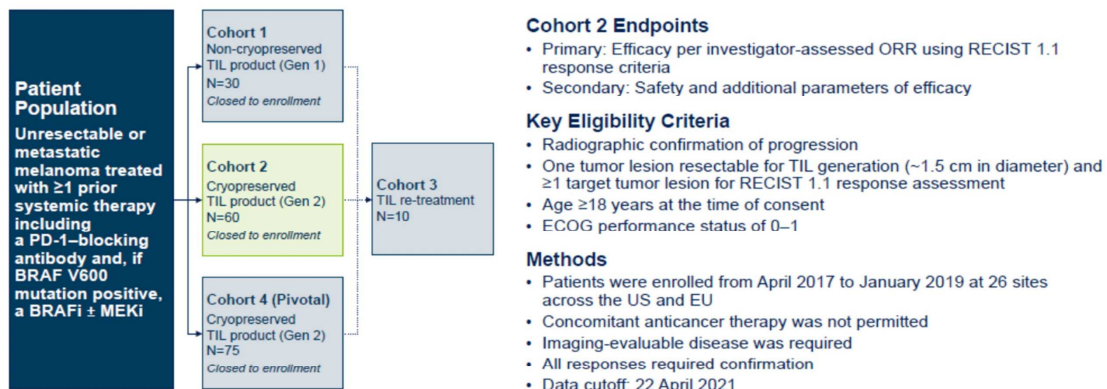 Patient
Population
Unresectable or
metastatic
melanoma treated
with ≥1 prior
systemic therapy
including
a PD-1–blocking
antibody and, if
BRAF V600
mutation positive,
a BRAFi ± MEKi
Cohort 1
Non-cryopreserved
TIL product (Gen 1)
N=30
Closed to enrollment
Cohort 2
Cryopreserved
TIL product (Gen 2)
N=60
Closed to enrollment
Cohort 4 (Pivotal)
Cryopreserved
TIL product (Gen 2)
N=75
Closed to enrollment
Cohort 3
TIL re-treatment
N=10
Cohort 2 Endpoints
• Primary: Efficacy per investigator-assessed ORR using RECIST 1.1
response criteria
• Secondary: Safety and additional parameters of efficacy
Key Eligibility Criteria
• Radiographic confirmation of progression
• One tumor lesion resectable for TIL generation (~1.5 cm in diameter) and
≥1 target tumor lesion for RECIST 1.1 response assessment
• Age ≥18 years at the time of consent
• ECOG performance status of 0–1
Methods
• Patients were enrolled from April 2017 to January 2019 at 26 sites
across the US and EU
• Concomitant anticancer therapy was not permitted
• Imaging-evaluable disease was required
• All responses required confirmation
• Data cutoff: 22 April 2021